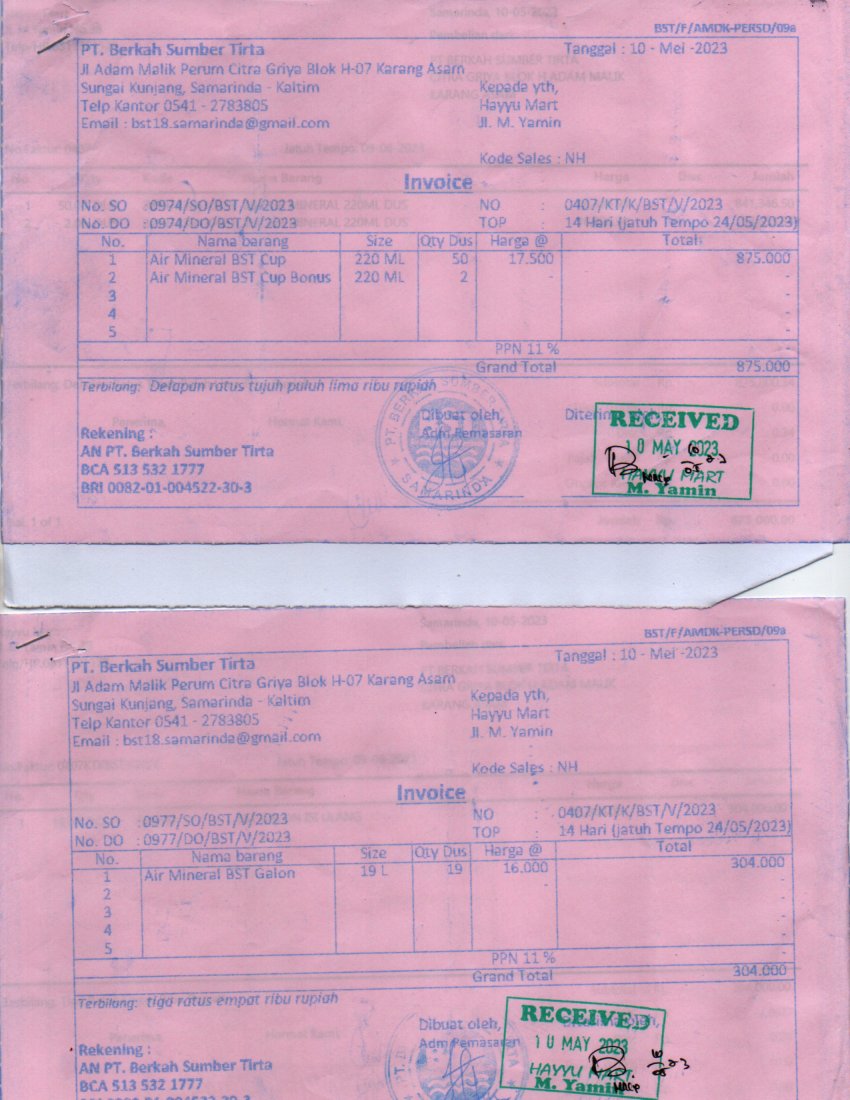 BST/F/AMDK-PERSD/09a
PT. Berkah Sumber Tirta
Tanggal : 10 - Mei -2023
Jl Adam Malik Perum Citra Griya Blok H-07 Karang Asam
Sungai Kunjang, Samarinda - Kaltim
Kepada yth,
Telp Kantor 0541 - 2783805
Hayyu Mart
Email : bst18.samarinda@gmail.com
Jl. M. Yamin
Kode Sales : NH
Invoice
No. SO : 0974/SO/BST/V/2023 NO : 0407/KT/K/BST/V/2023
No. DO : 0974/DO/BST/V/2023 TOP : 14 Hari (jatuh Tempo 24/05/2023)
No. Nama barang Size Qty Dus Harga @ Total
1 Air Mineral BST Cup 220 ML 50 17.500 875.000
2 Air Mineral BST Cup Bonus 220 ML 2 - -
3 -
4 -
5 -
PPN 11 % -
Grand Total 875.000
Terbilang: Delapan ratus tujuh puluh lima ribu rupiah
Dibuat oleh,
Adm Pemasaran
Rekening :
AN PT. Berkah Sumber Tirta
BCA 513 532 1777
BRI 0082-01-004522-30-3
PT. BERKAH SUMBER TIRTA
SAMARINDA
RECEIVED
10 MAY 2023
HAYYU MART
M. Yamin
BST/F/AMDK-PERSD/09a
PT. Berkah Sumber Tirta
Tanggal : 10 - Mei -2023
Jl Adam Malik Perum Citra Griya Blok H-07 Karang Asam
Sungai Kunjang, Samarinda - Kaltim
Kepada yth,
Telp Kantor 0541 - 2783805
Hayyu Mart
Email : bst18.samarinda@gmail.com
Jl. M. Yamin
Kode Sales : NH
Invoice
No. SO : 0977/SO/BST/V/2023 NO : 0407/KT/K/BST/V/2023
No. DO : 0977/DO/BST/V/2023 TOP : 14 Hari (jatuh Tempo 24/05/2023)
No. Nama barang Size Qty Dus Harga @ Total
1 Air Mineral BST Galon 19 L 19 16.000 304.000
2 - -
3 -
4 -
5 -
PPN 11 % -
Grand Total 304.000
Terbilang: tiga ratus empat ribu rupiah
Dibuat oleh,
Adm Pemasaran
Rekening :
AN PT. Berkah Sumber Tirta
BCA 513 532 1777
RECEIVED
10 MAY 2023
HAYYU MART
M. Yamin